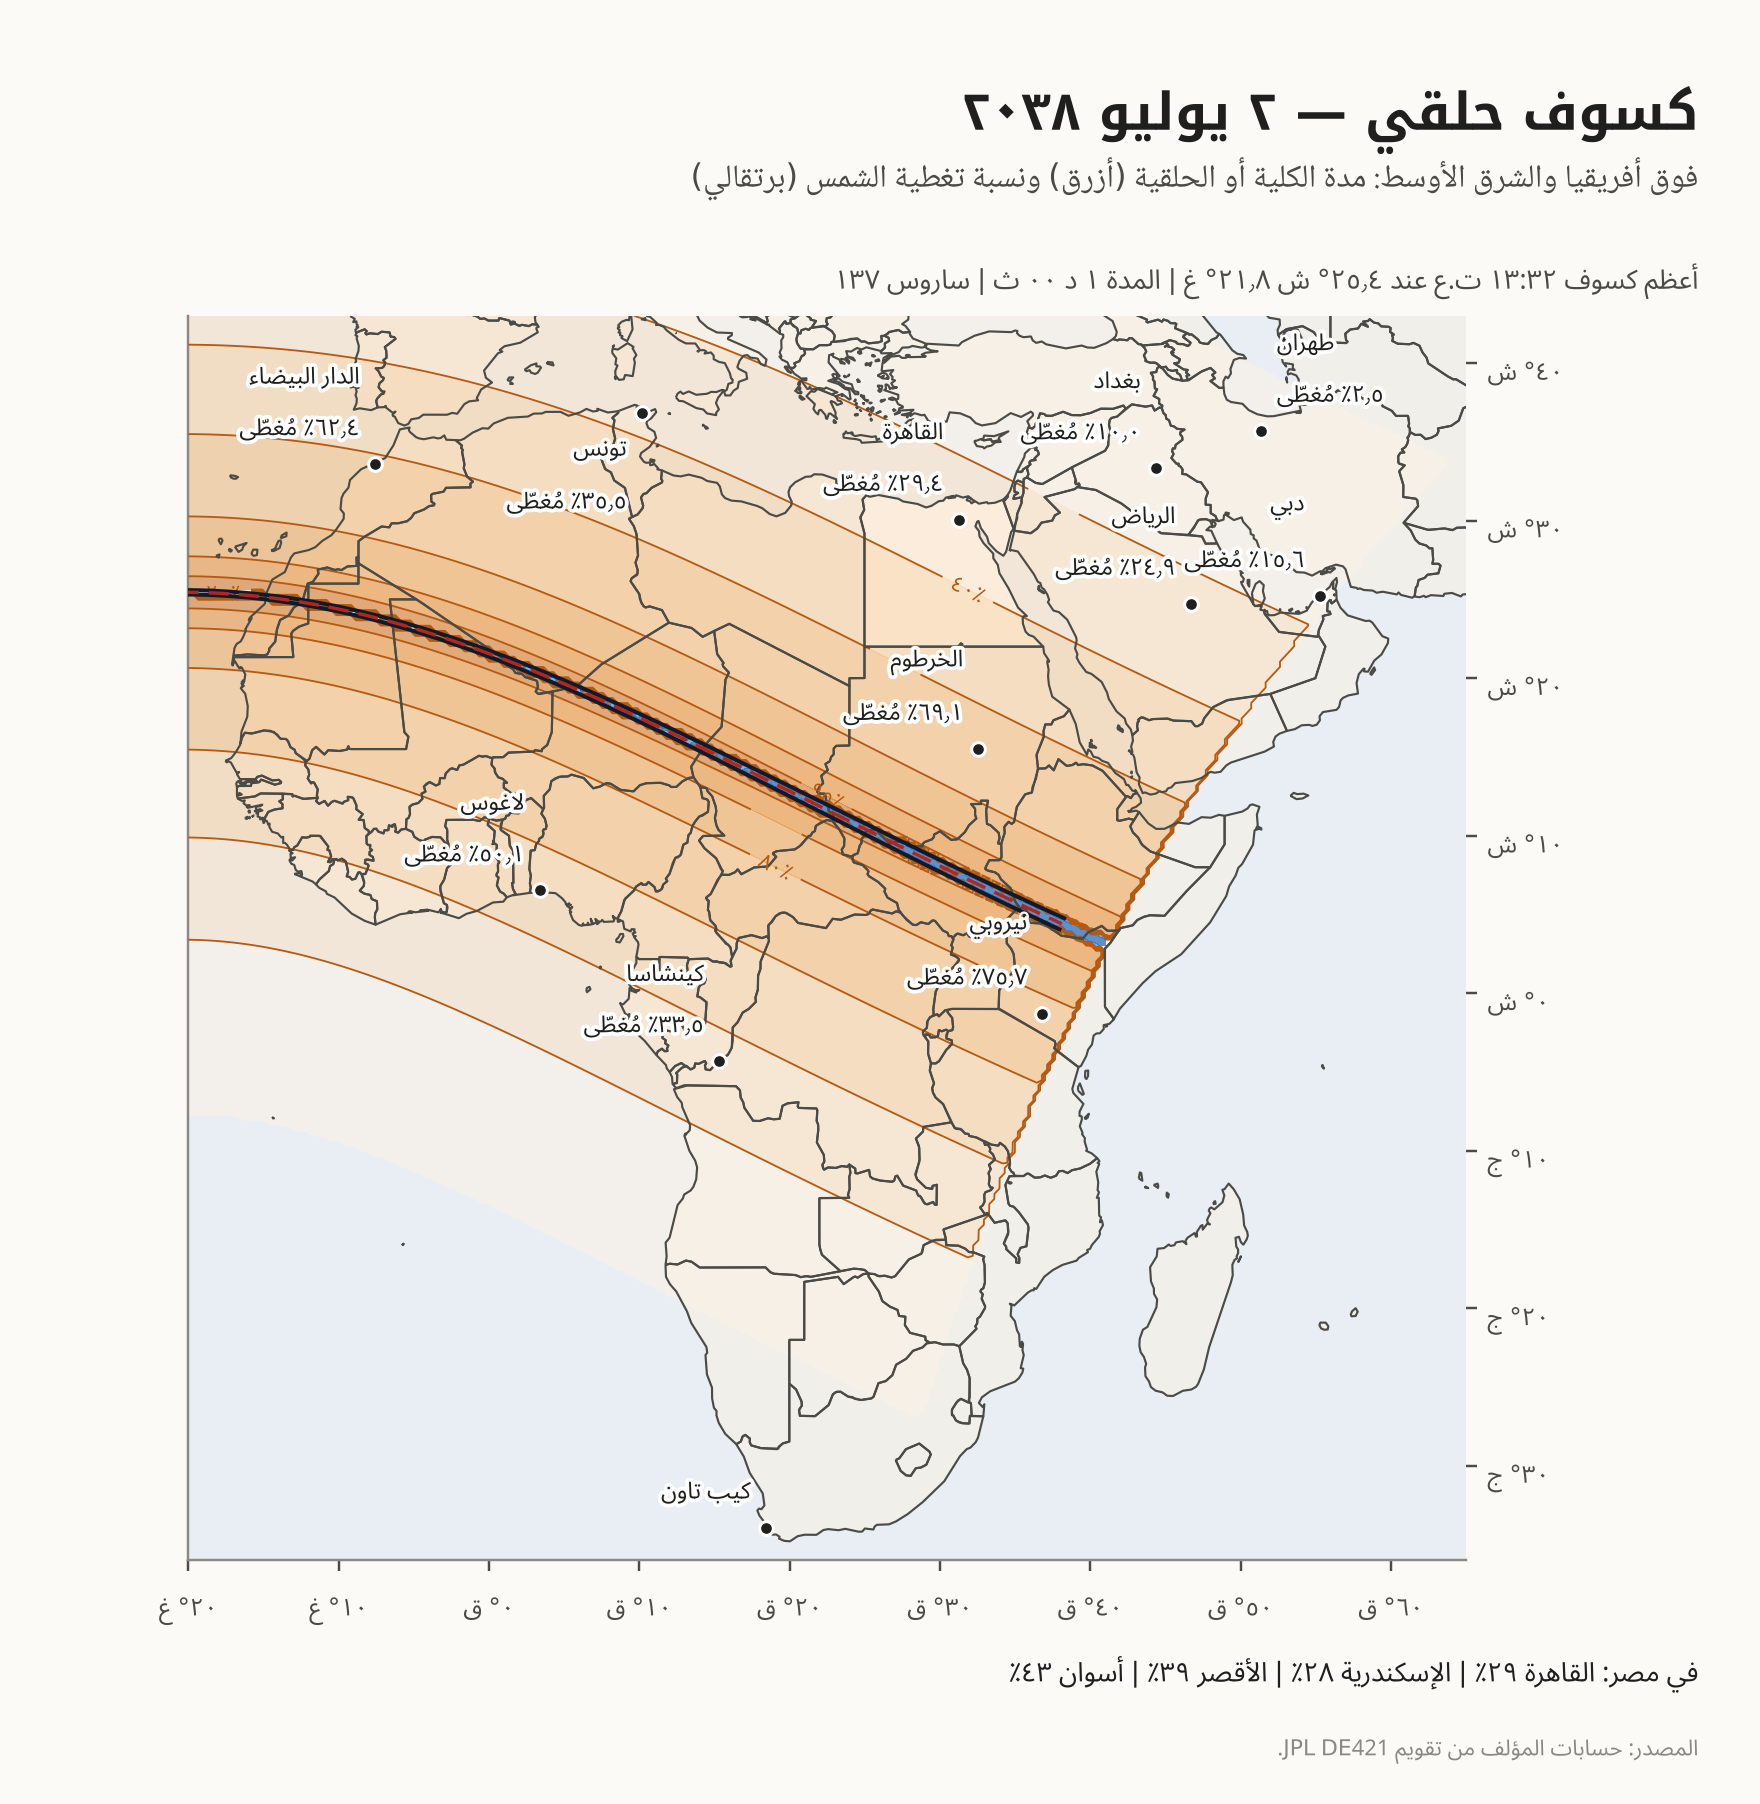 كسوف حلقي — ٢ يوليو ٢٠٣٨
فوق أفريقيا والشرق الأوسط: مدة الكلية أو الحلقية (أزرق) ونسبة تغطية الشمس (برتقالي)
أعظم كسوف ١٣:٣٢ ت.ع عند ٢٥٫٤° ش ٢١٫٨° غ | المدة ١ د ٠٠ ث | ساروس ١٣٧
طهران
٢٫٥٪ مُغطّى
بغداد
١٠٫٠٪ مُغطّى
الدار البيضاء
٦٢٫٤٪ مُغطّى
القاهرة
٢٩٫٤٪ مُغطّى
تونس
٣٥٫٥٪ مُغطّى
دبي
١٥٫٦٪ مُغطّى
الرياض
٢٤٫٩٪ مُغطّى
٤٠٪
الخرطوم
٦٩٫١٪ مُغطّى
لاغوس
٥٠٫١٪ مُغطّى
٨٠٪
نيروبي
٧٥٫٧٪ مُغطّى
كينشاسا
٣٣٫٥٪ مُغطّى
كيب تاون
٤٠° ش
٣٠° ش
٢٠° ش
١٠° ش
٠° ش
١٠° ج
٢٠° ج
٣٠° ج
٢٠° غ
١٠° غ
٠° ق
١٠° ق
٢٠° ق
٣٠° ق
٤٠° ق
٥٠° ق
٦٠° ق
في مصر: القاهرة ٢٩٪ | الإسكندرية ٢٨٪ | الأقصر ٣٩٪ | أسوان ٤٣٪
المصدر: حسابات المؤلف من تقويم JPL DE421.